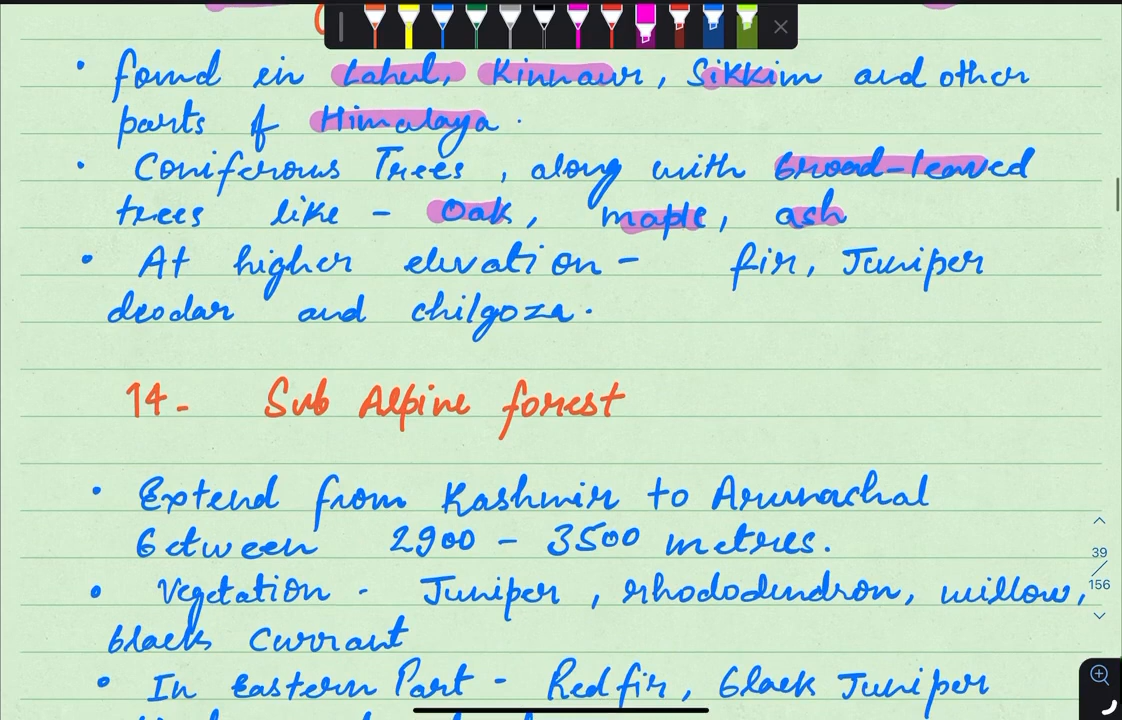 • found in Lahul, Kinnaur, Sikkim and other
parts of Himalaya.
• Coniferous Trees, along with broad-leaved
trees like - Oak, maple, ash
• At higher elevation - fir, Juniper
deodar and chilgoza.
14- Sub Alpine forest
• Extend from Kashmir to Arunachal
between 2900 - 3500 metres.
• Vegetation - Juniper, rhododendron, willow,
black currant
• In Eastern Part - Red fir, black Juniper
39
/
156